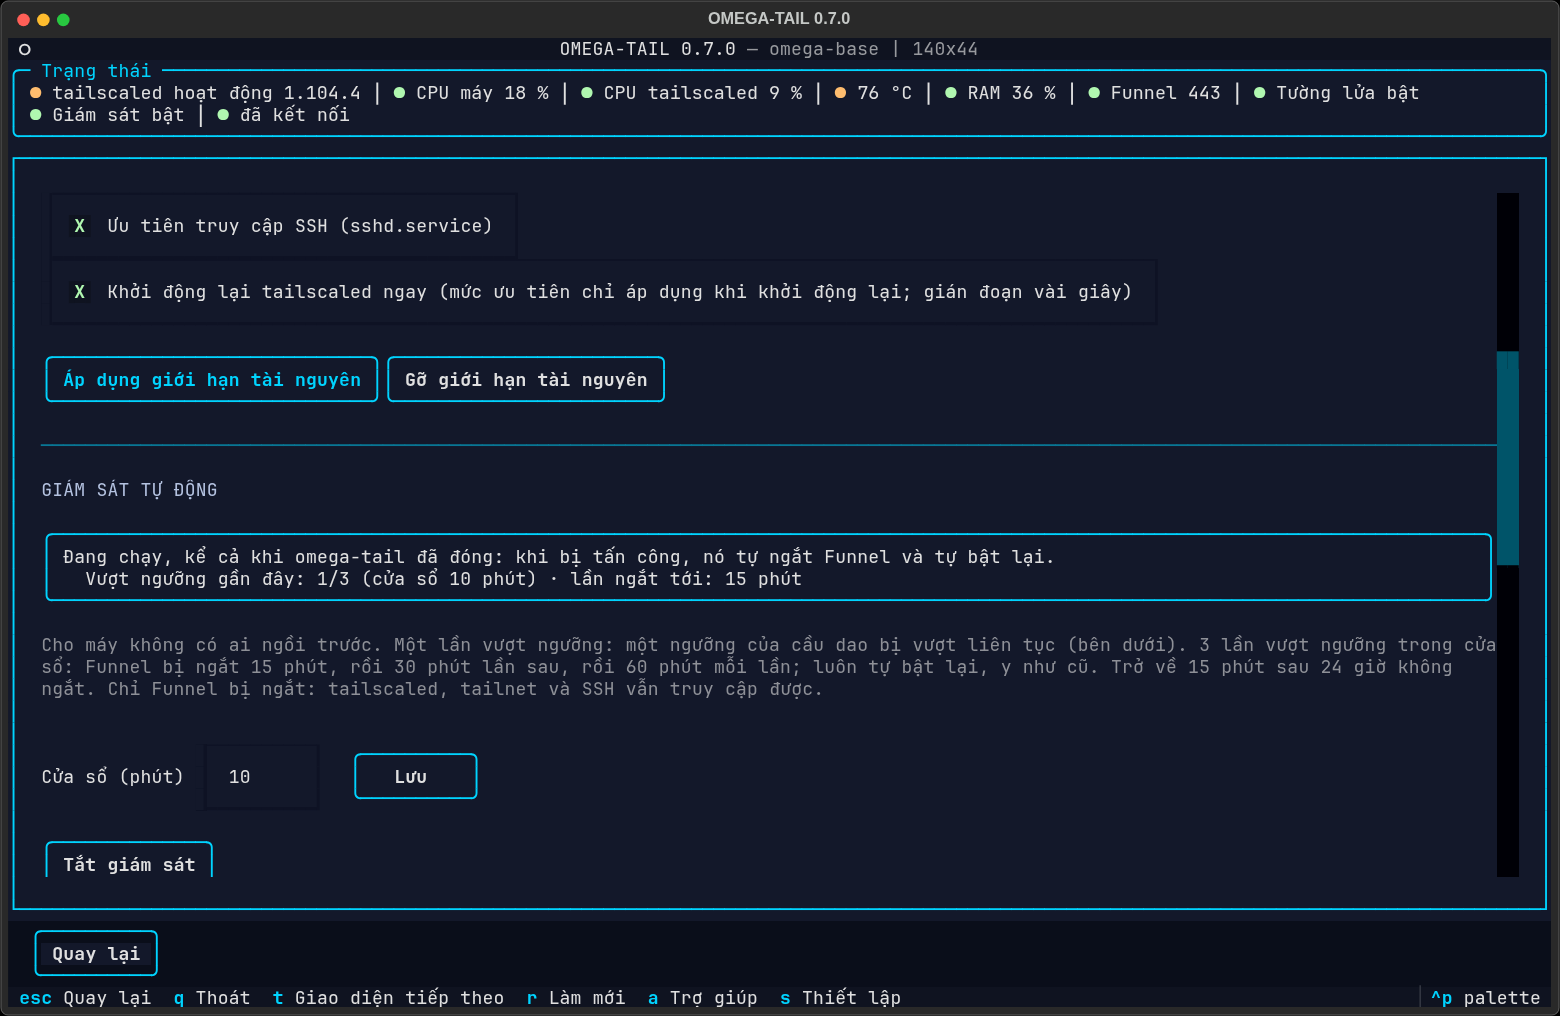 OMEGA-TAIL 0.7.0
OMEGA-TAIL 0.7.0 — omega-base | 140x44
Trạng thái
tailscaled hoạt động 1.104.4 | CPU máy 18 % | CPU tailscaled 9 % | 76 °C | RAM 36 % | Funnel 443 | Tường lửa bật
Giám sát bật | đã kết nối
X Ưu tiên truy cập SSH (sshd.service)
X Khởi động lại tailscaled ngay (mức ưu tiên chỉ áp dụng khi khởi động lại; gián đoạn vài giây)
Áp dụng giới hạn tài nguyên Gỡ giới hạn tài nguyên
GIÁM SÁT TỰ ĐỘNG
Đang chạy, kể cả khi omega-tail đã đóng: khi bị tấn công, nó tự ngắt Funnel và tự bật lại.
Vượt ngưỡng gần đây: 1/3 (cửa sổ 10 phút) · lần ngắt tới: 15 phút
Cho máy không có ai ngồi trước. Một lần vượt ngưỡng: một ngưỡng của cầu dao bị vượt liên tục (bên dưới). 3 lần vượt ngưỡng trong cửa
sổ: Funnel bị ngắt 15 phút, rồi 30 phút lần sau, rồi 60 phút mỗi lần; luôn tự bật lại, y như cũ. Trở về 15 phút sau 24 giờ không
ngắt. Chỉ Funnel bị ngắt: tailscaled, tailnet và SSH vẫn truy cập được.
Cửa sổ (phút) 10 Lưu
Tắt giám sát
Quay lại
esc Quay lại q Thoát t Giao diện tiếp theo r Làm mới a Trợ giúp s Thiết lập ^p palette